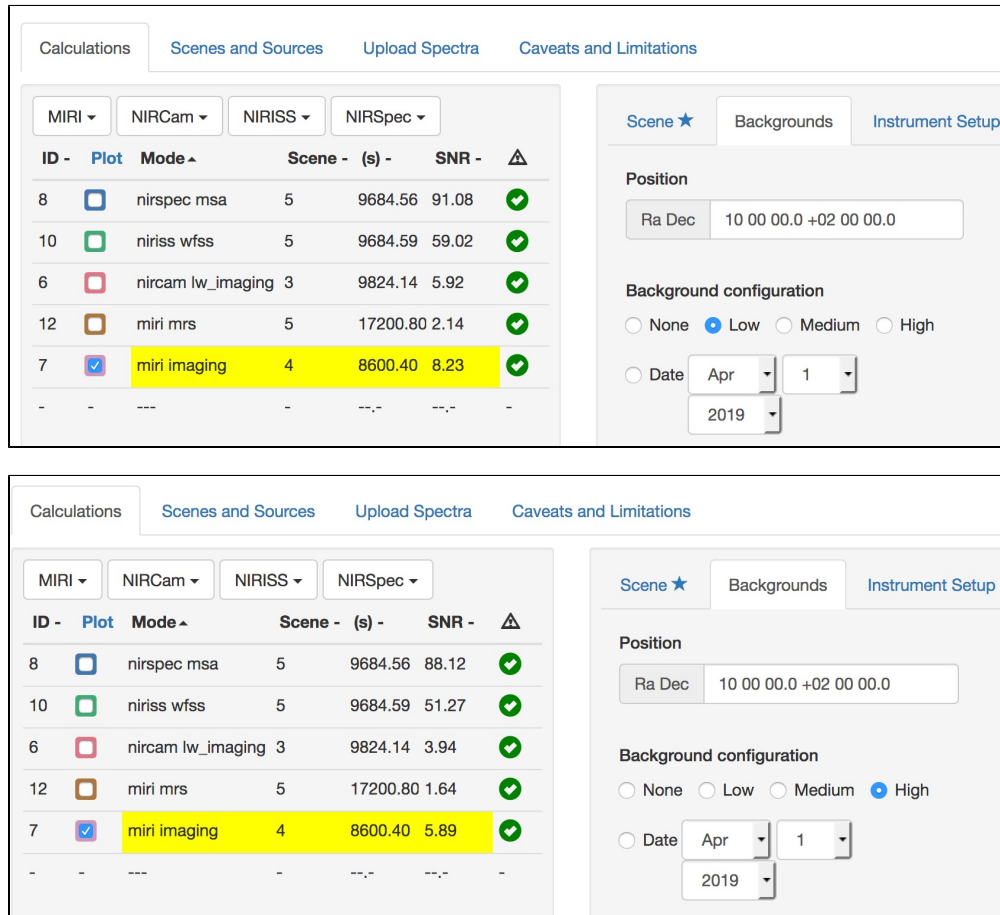 Calculations Scenes and Sources Upload Spectra Caveats and Limitations
MIRI NIRCam NIRISS NIRSpec
ID - Plot Mode Scene - (s) - SNR -
8 nirspec msa 5 9684.56 91.08
10 niriss wfss 5 9684.59 59.02
6 nircam lw_imaging 3 9824.14 5.92
12 miri mrs 5 17200.80 2.14
7 miri imaging 4 8600.40 8.23
- - --- - --.- --.- -
Scene ★ Backgrounds Instrument Setup
Position
Ra Dec 10 00 00.0 +02 00 00.0
Background configuration
None Low Medium High
Date Apr 1
2019
Calculations Scenes and Sources Upload Spectra Caveats and Limitations
MIRI NIRCam NIRISS NIRSpec
ID - Plot Mode Scene - (s) - SNR -
8 nirspec msa 5 9684.56 88.12
10 niriss wfss 5 9684.59 51.27
6 nircam lw_imaging 3 9824.14 3.94
12 miri mrs 5 17200.80 1.64
7 miri imaging 4 8600.40 5.89
- - --- - --.- --.- -
Scene ★ Backgrounds Instrument Setup
Position
Ra Dec 10 00 00.0 +02 00 00.0
Background configuration
None Low Medium High
Date Apr 1
2019